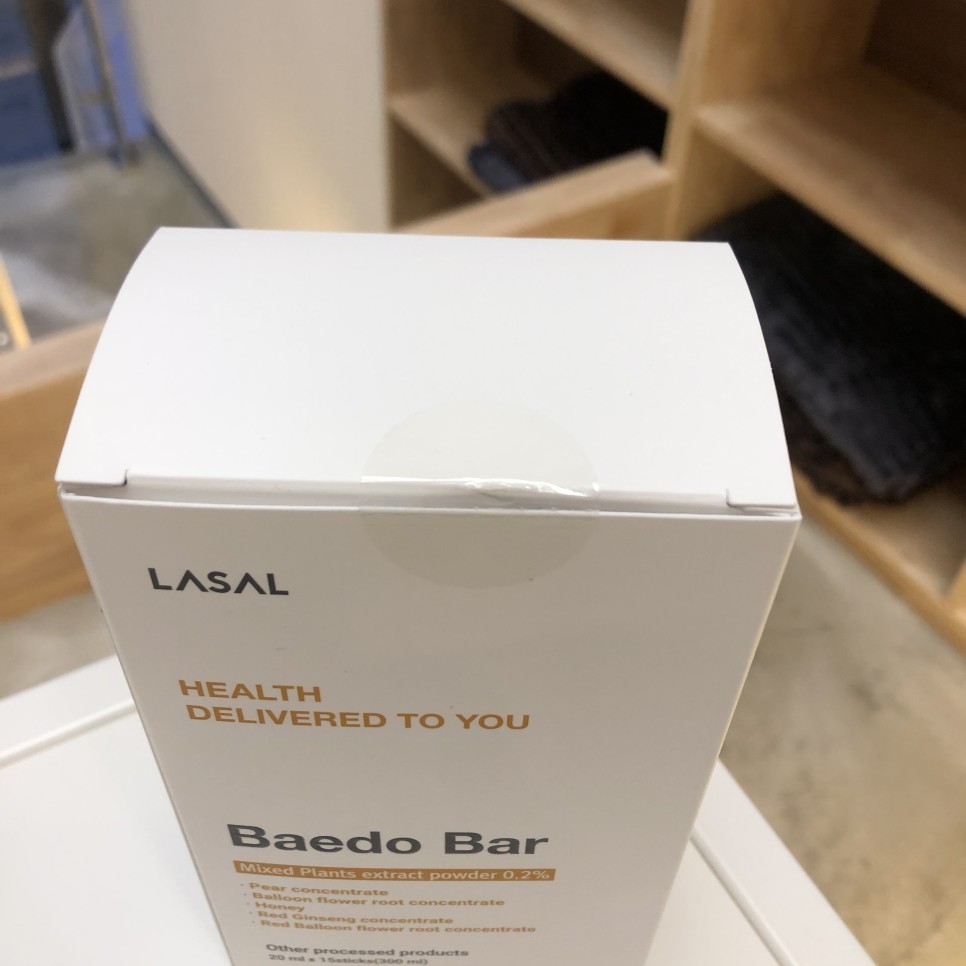 LASAL
HEALTH
DELIVERED TO YOU
Baedo Bar
Mixed Plants extract powder 0.2%
· Pear concentrate
· Balloon flower root concentrate
· Honey
· Red Ginseng concentrate
· Red Balloon flower root concentrate
Other processed products
20 ml x 15sticks(300 ml)